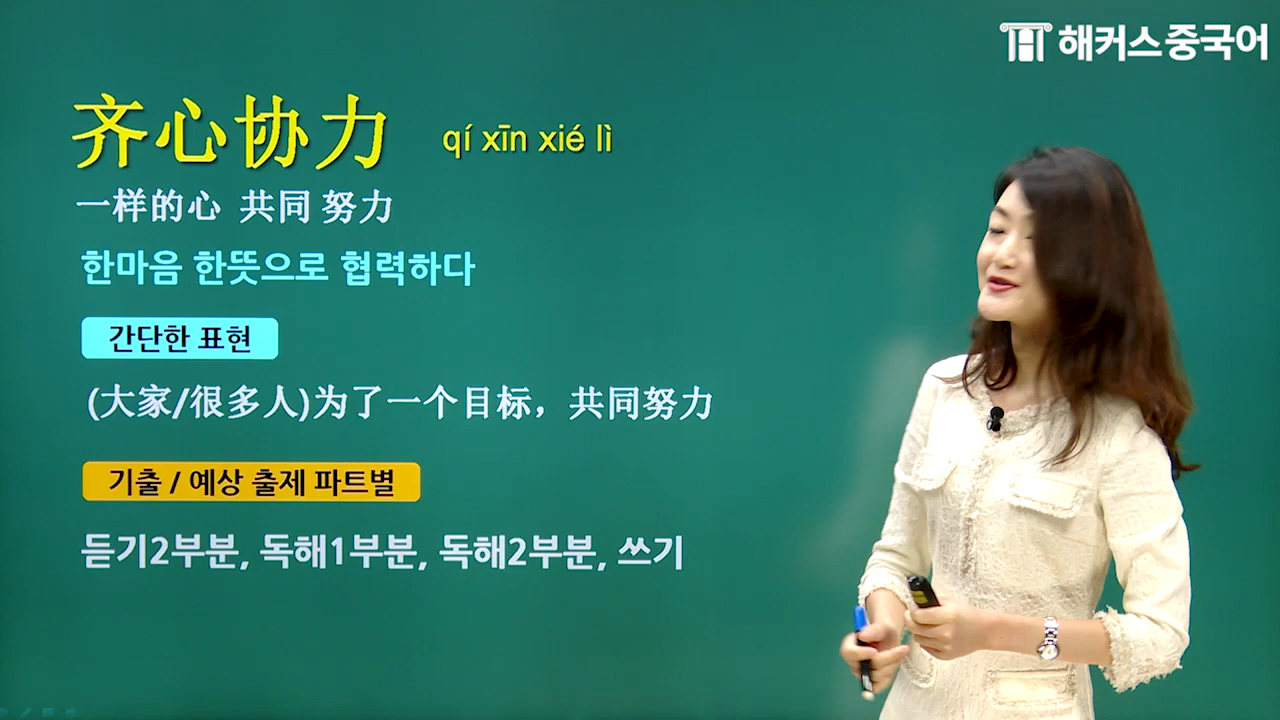 해커스중국어
齐心协力 qí xīn xié lì
一样的心 共同 努力
한마음 한뜻으로 협력하다
간단한 표현
(大家/很多人)为了一个目标，共同努力
기출 / 예상 출제 파트별
듣기2부분, 독해1부분, 독해2부분, 쓰기